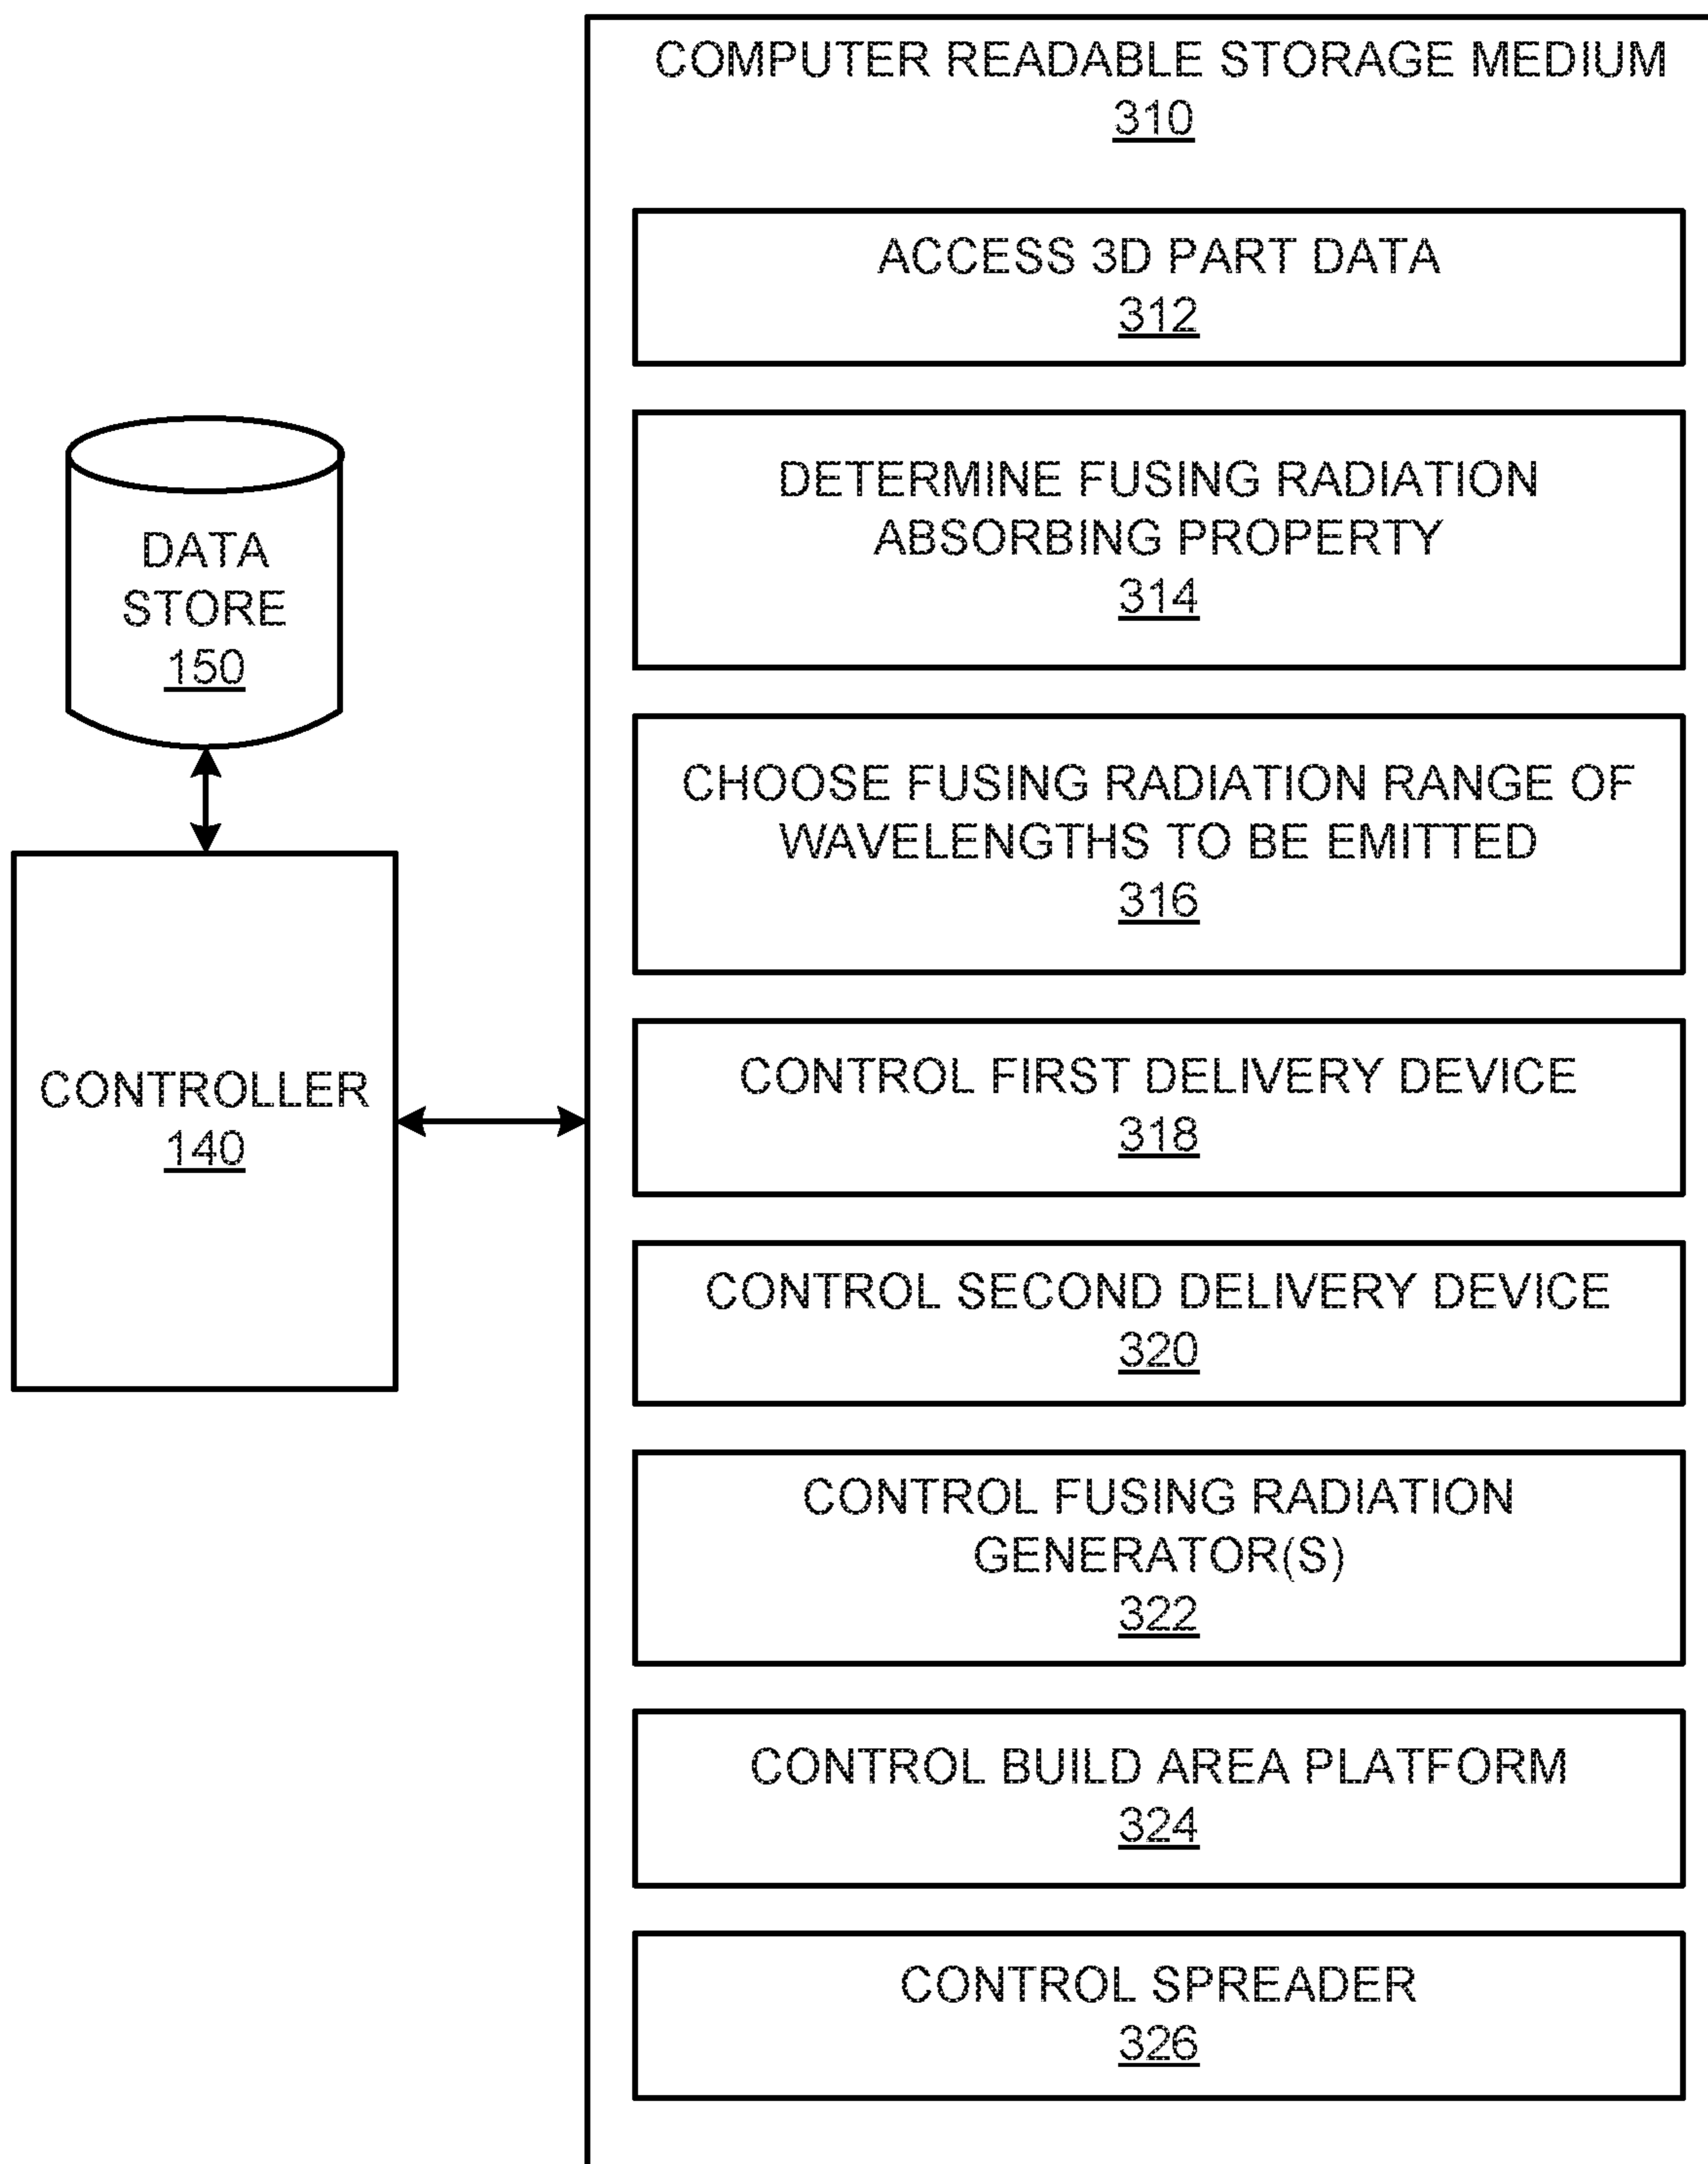 COMPUTER READABLE STORAGE MEDIUM
310
ACCESS 3D PART DATA
312
DETERMINE FUSING RADIATION
ABSORBING PROPERTY
314
CHOOSE FUSING RADIATION RANGE OF
WAVELENGTHS TO BE EMITTED
316
CONTROL FIRST DELIVERY DEVICE
318
CONTROL SECOND DELIVERY DEVICE
320
CONTROL FUSING RADIATION
GENERATOR(S)
322
CONTROL BUILD AREA PLATFORM
324
CONTROL SPREADER
326
DATA
STORE
150
CONTROLLER
140